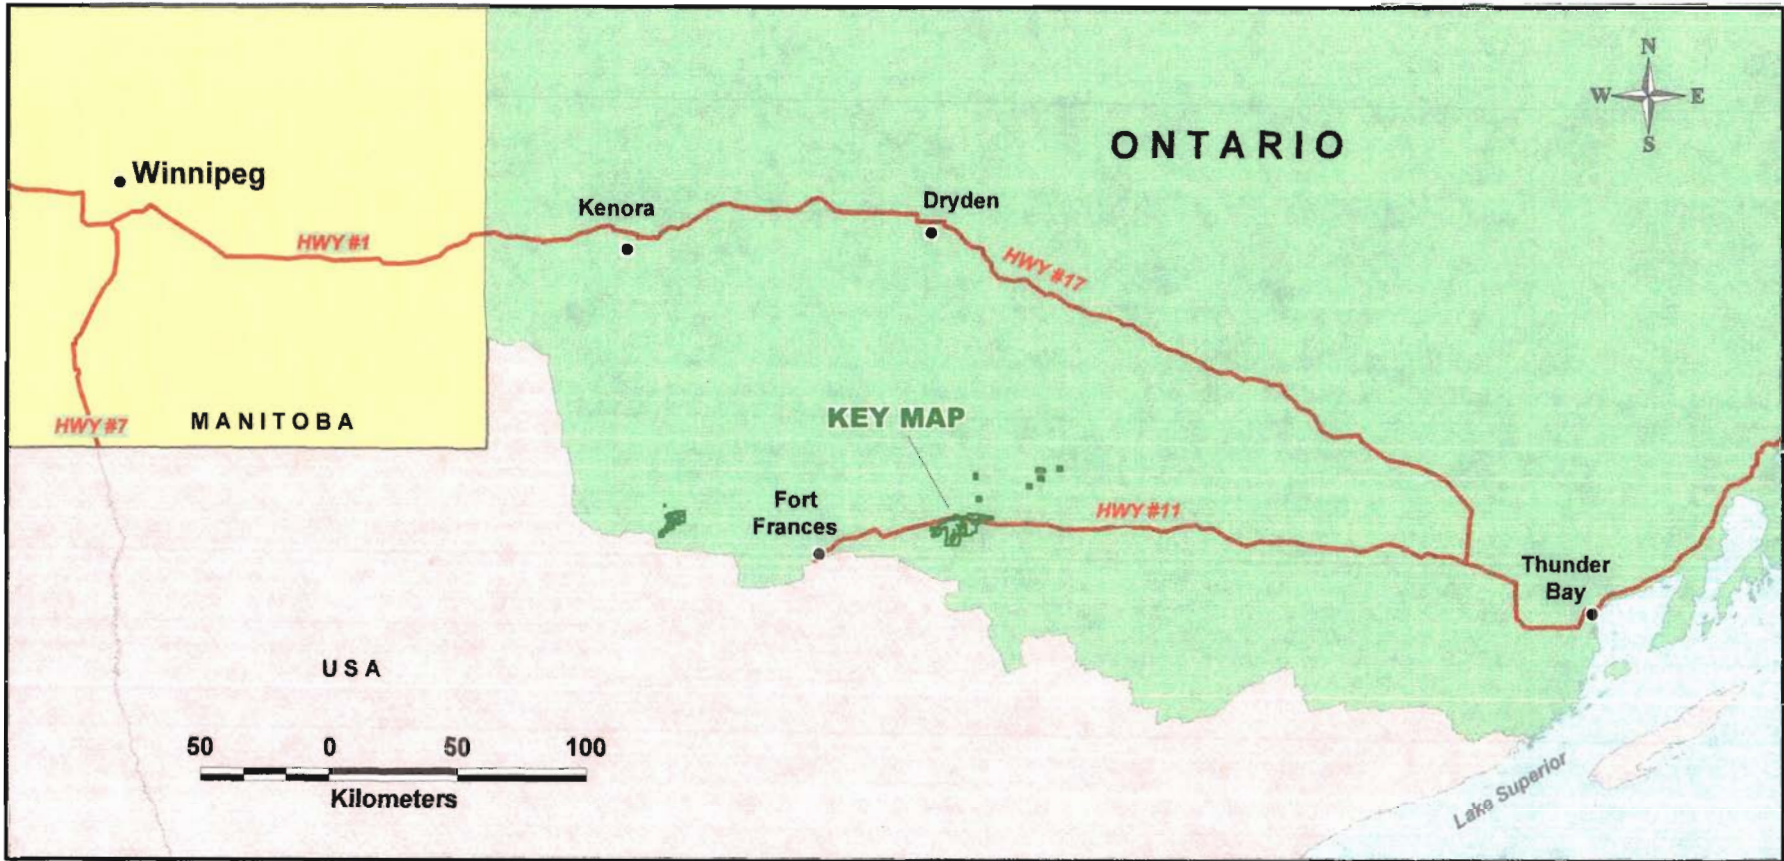 N
W E
S
ONTARIO
Winnipeg
Kenora
Dryden
HWY #1
HWY #17
KEY MAP
MANITOBA
HWY #7
Fort
Frances
HWY #11
Thunder
Bay
USA
50 0 50 100
Kilometers
Lake Superior